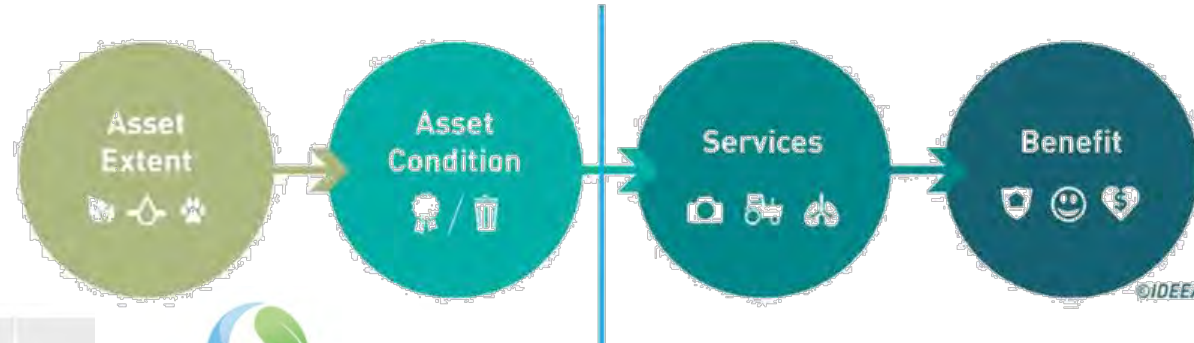 Asset
Extent
Asset
Condition
Services
Benefit
©IDEEA